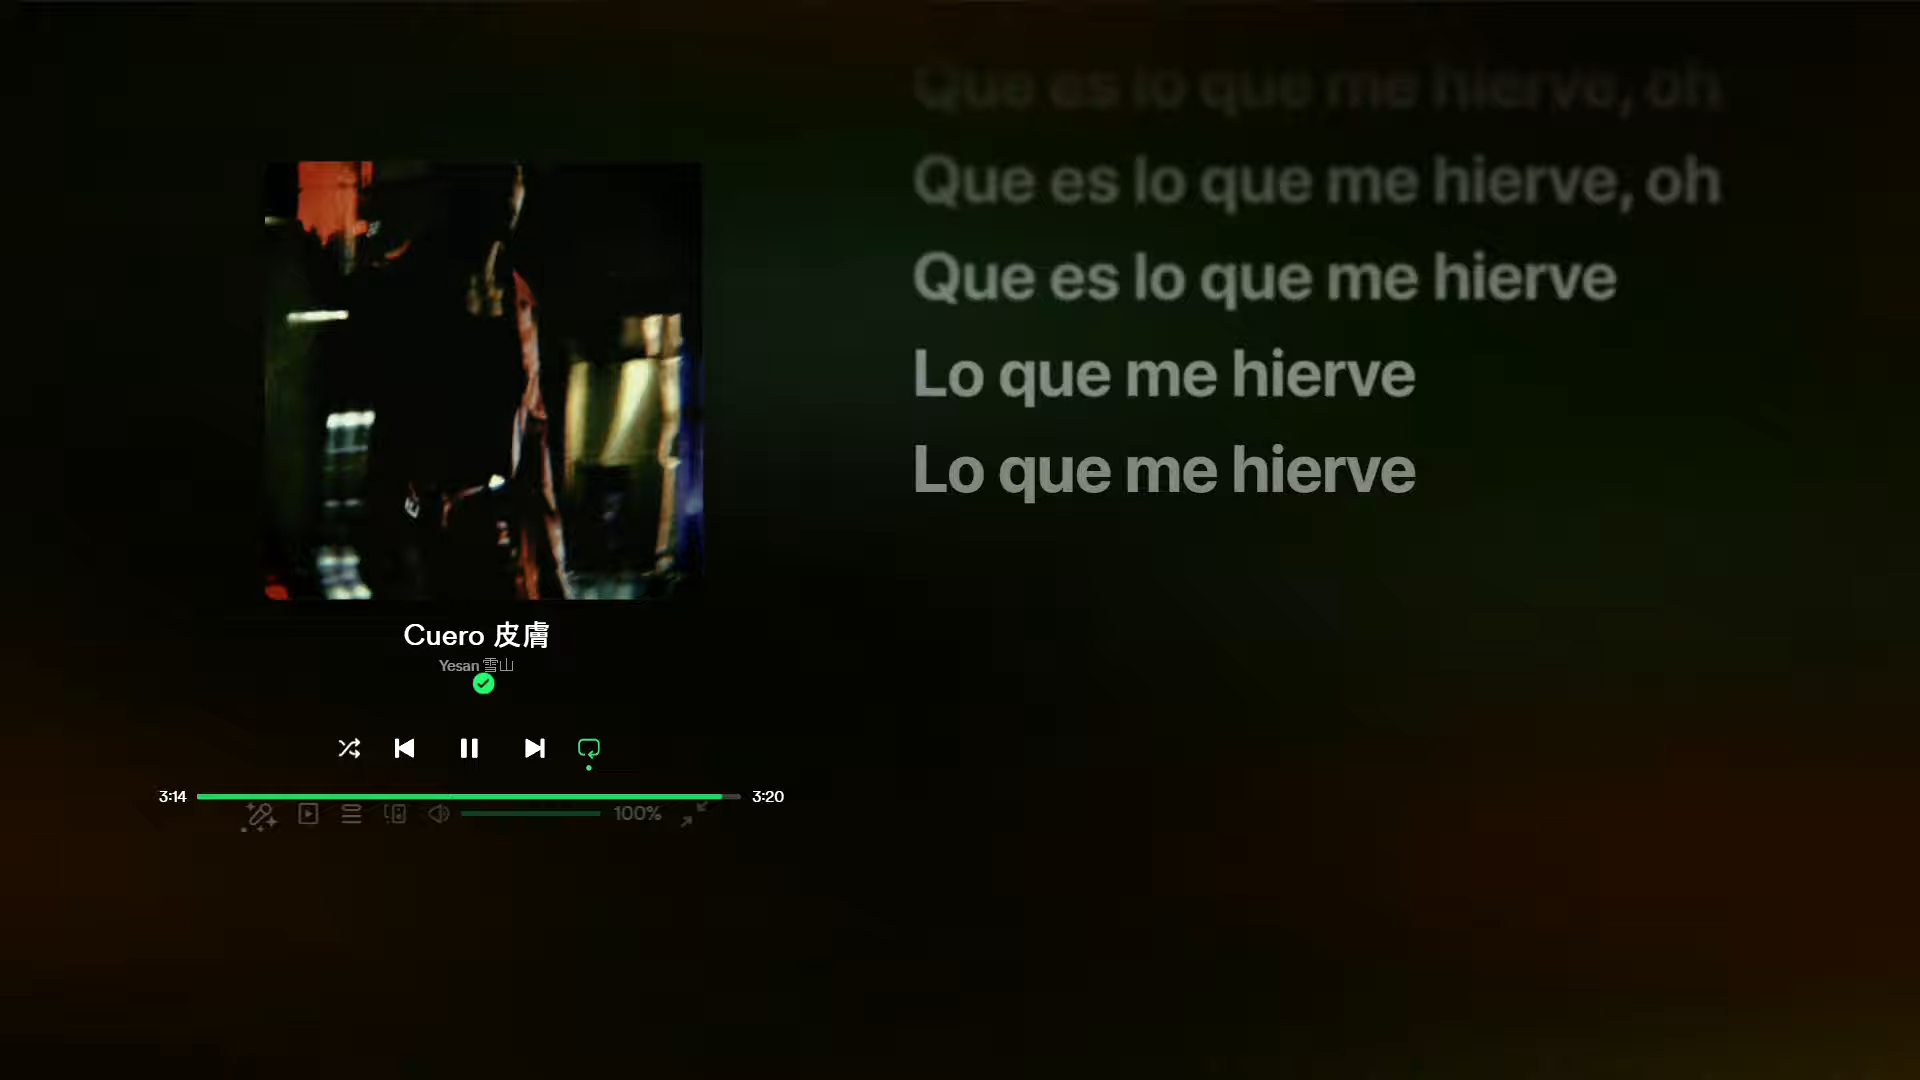 Que es lo que me hierve, oh
Que es lo que me hierve, oh
Que es lo que me hierve
Lo que me hierve
Lo que me hierve
Cuero 皮膚
Yesan 雪山
3:14
3:20
100%